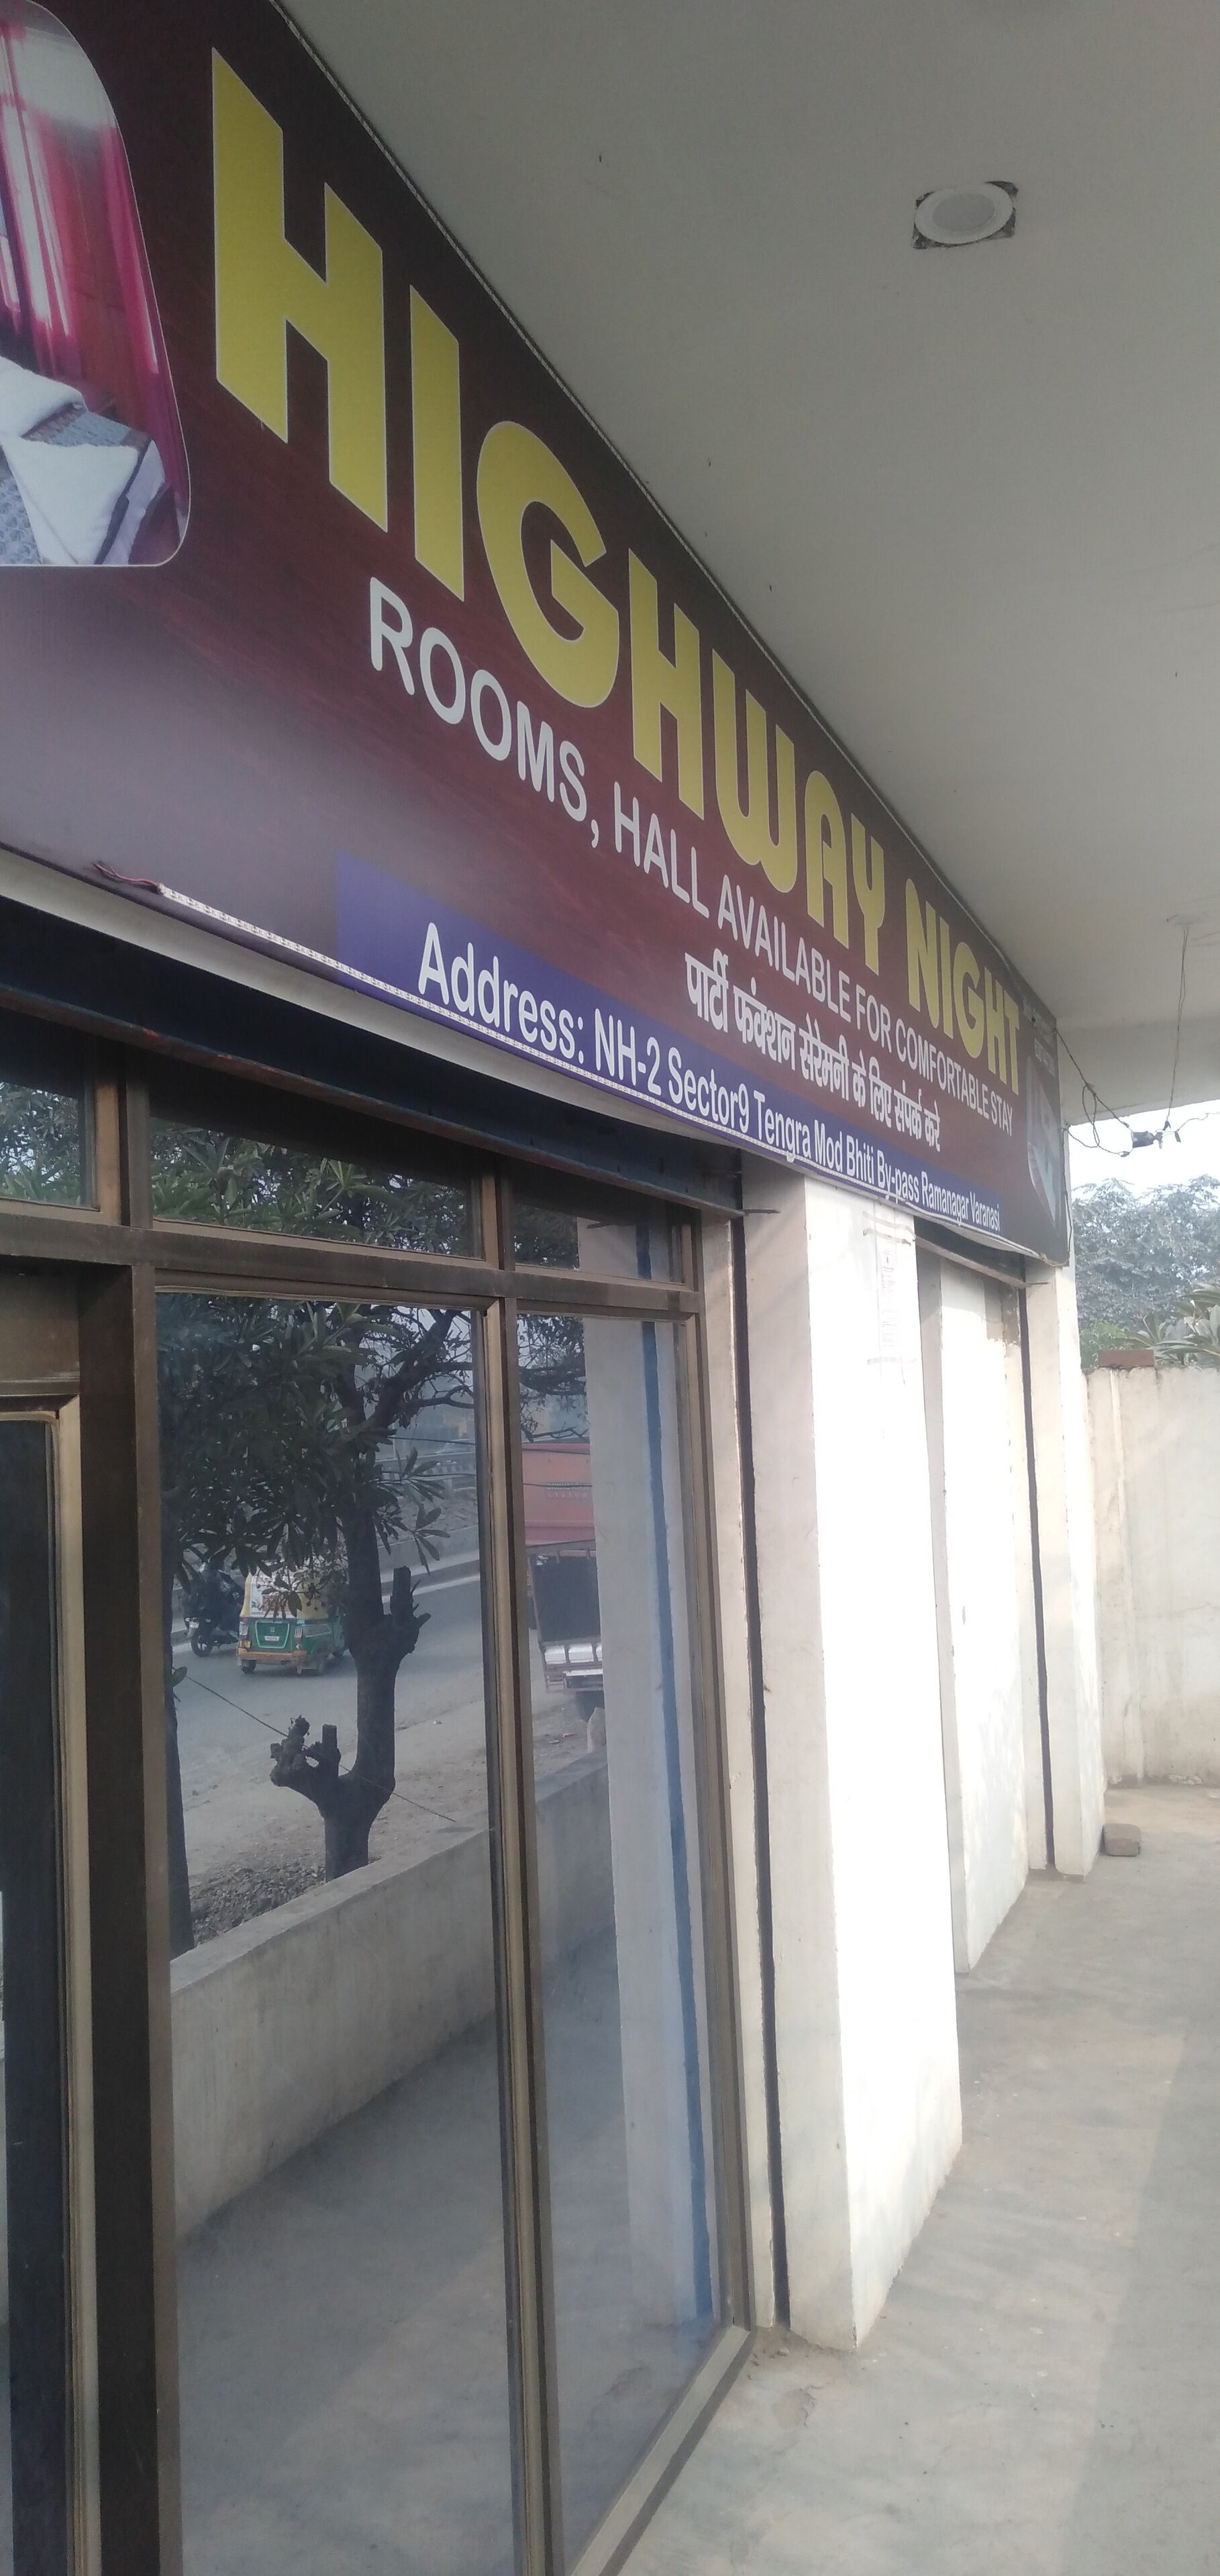 HIGHWAY NIGHT
ROOMS, HALL AVAILABLE FOR COMFORTABLE STAY
पार्टी फंक्शन सेरेमनी के लिए संपर्क करे
Address: NH-2 Sector9 Tengra Mod Bhiti By-pass Ramanagar Varanasi